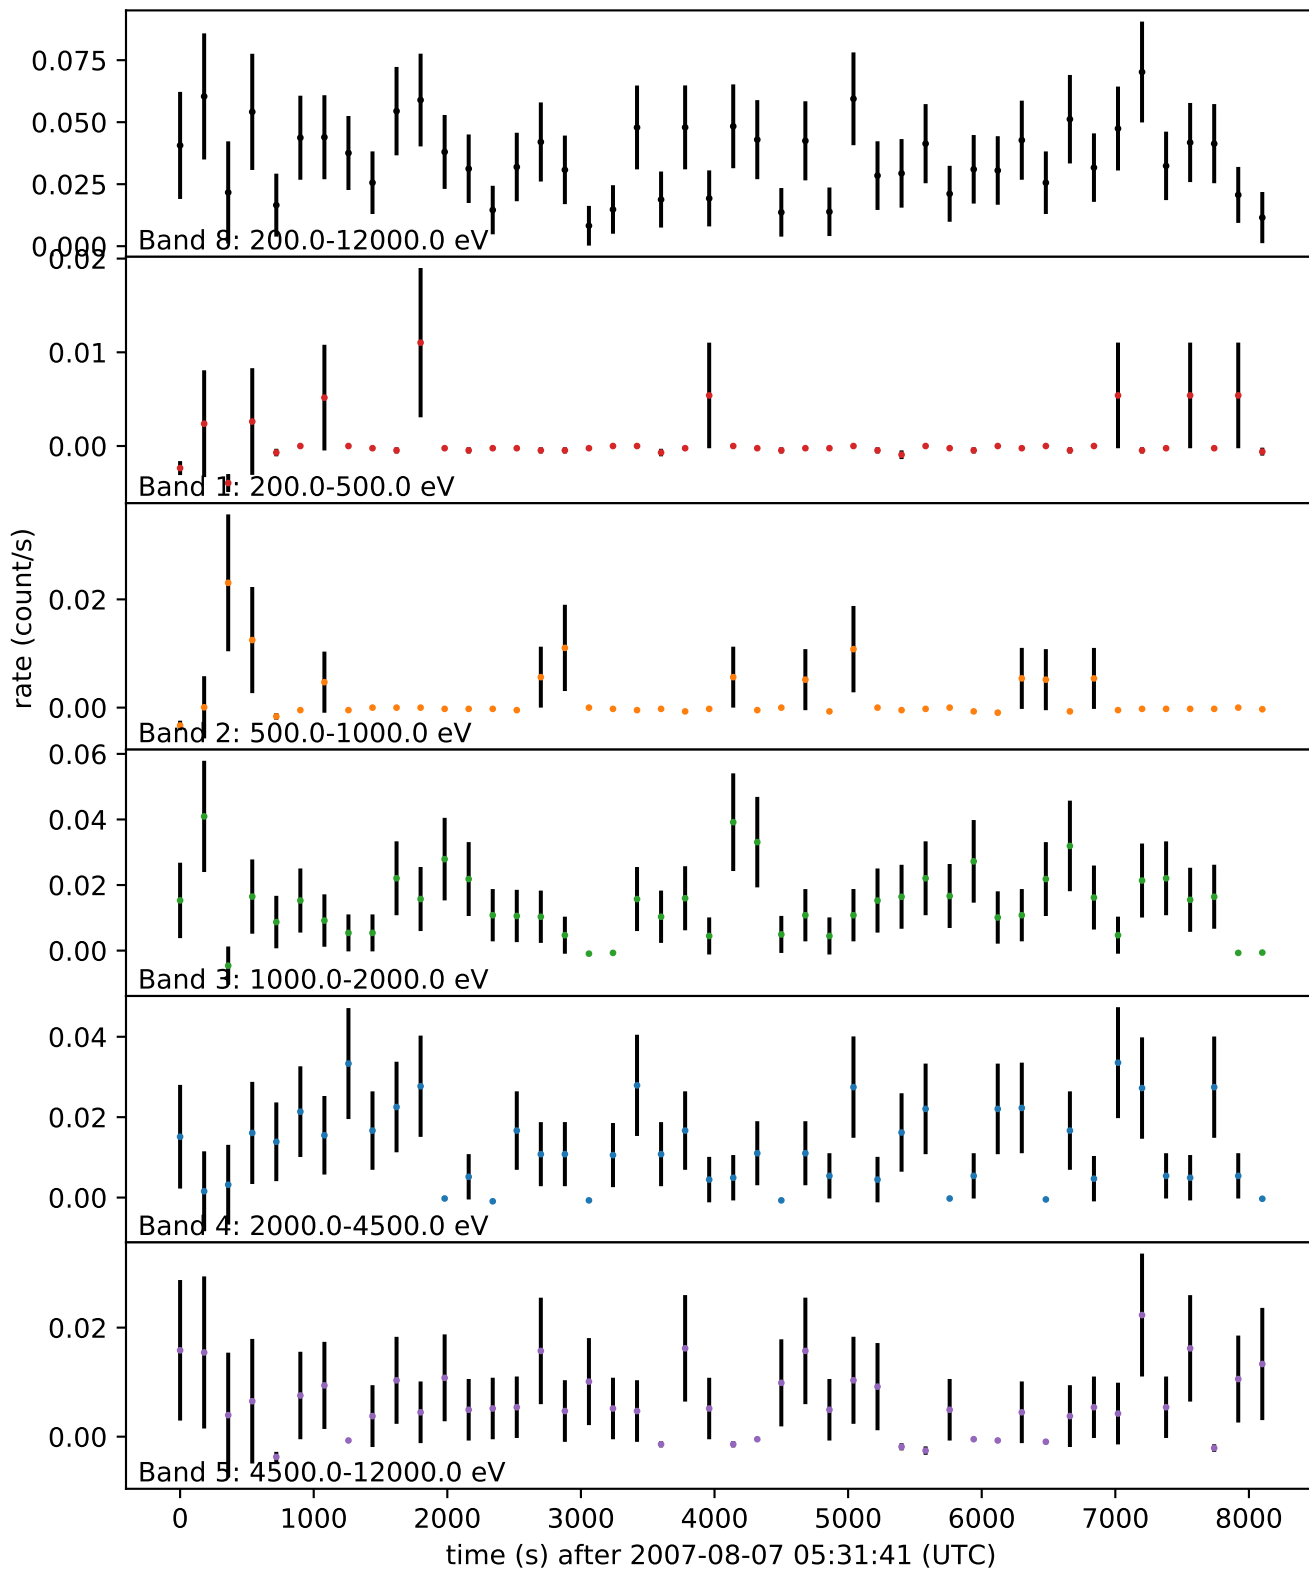 0.075
0.050
0.025
0.000
Band 8: 200.0-12000.0 eV
0.02
0.01
0.00
Band 1: 200.0-500.0 eV
0.02
0.00
Band 2: 500.0-1000.0 eV
rate (count/s)
0.06
0.04
0.02
0.00
Band 3: 1000.0-2000.0 eV
0.04
0.02
0.00
Band 4: 2000.0-4500.0 eV
0.02
0.00
Band 5: 4500.0-12000.0 eV
0 1000 2000 3000 4000 5000 6000 7000 8000
time (s) after 2007-08-07 05:31:41 (UTC)